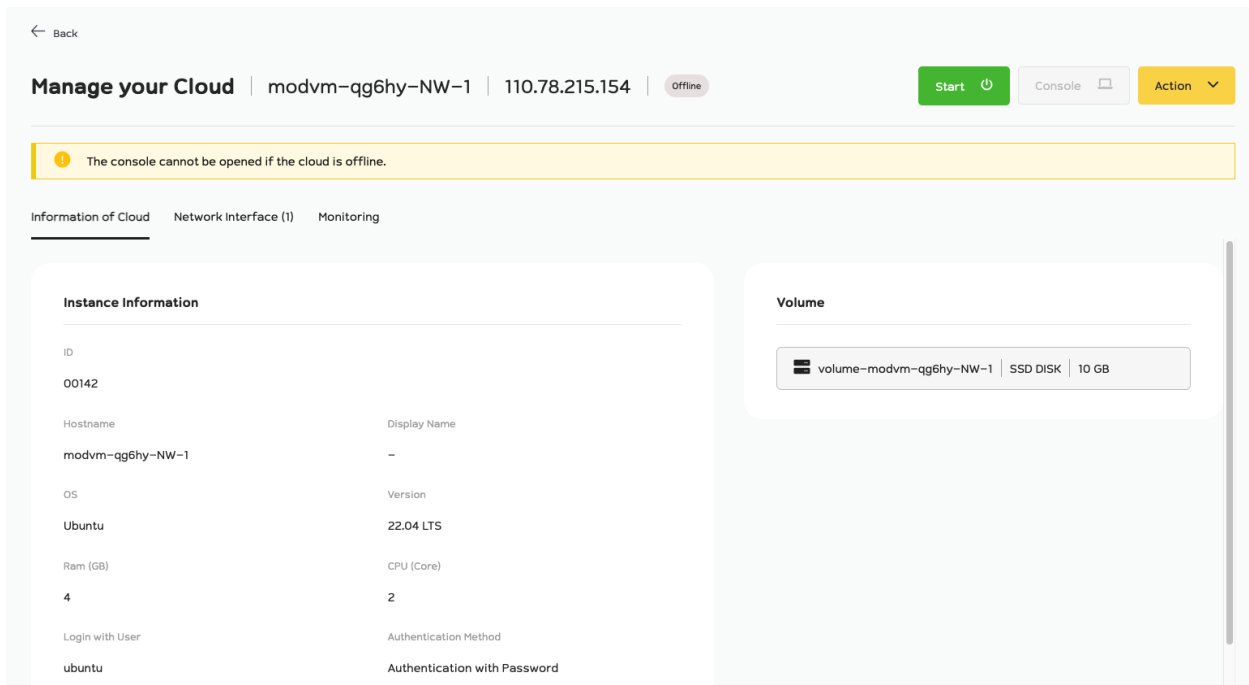 Back
Manage your Cloud modvm-qg6hy-NW-1 110.78.215.154 Offline Start Console Action
The console cannot be opened if the cloud is offline.
Information of Cloud Network Interface (1) Monitoring
Instance Information
ID
00142
Hostname Display Name
modvm-qg6hy-NW-1 -
OS Version
Ubuntu 22.04 LTS
Ram (GB) CPU (Core)
4 2
Login with User Authentication Method
ubuntu Authentication with Password
Volume
volume-modvm-qg6hy-NW-1 SSD DISK 10 GB